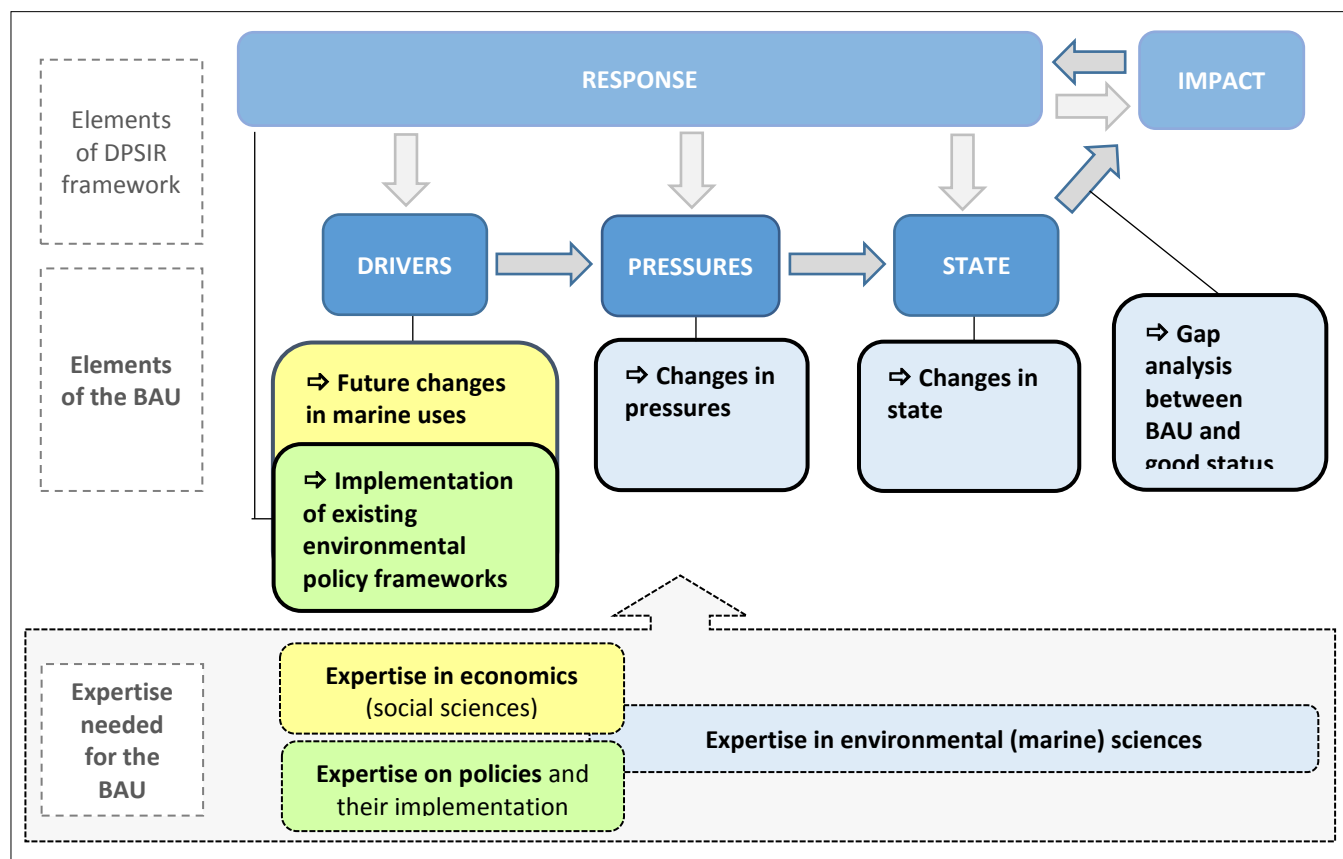 RESPONSE
IMPACT
Elements
of DPSIR
framework
DRIVERS
PRESSURES
STATE
Elements
of the BAU
⇨ Future changes
in marine uses
⇨ Implementation
of existing
environmental
policy frameworks
⇨ Changes in
pressures
⇨ Changes in
state
⇨ Gap
analysis
between
BAU and
good status
Expertise
needed
for the
BAU
Expertise in economics
(social sciences)
Expertise on policies and
their implementation
Expertise in environmental (marine) sciences